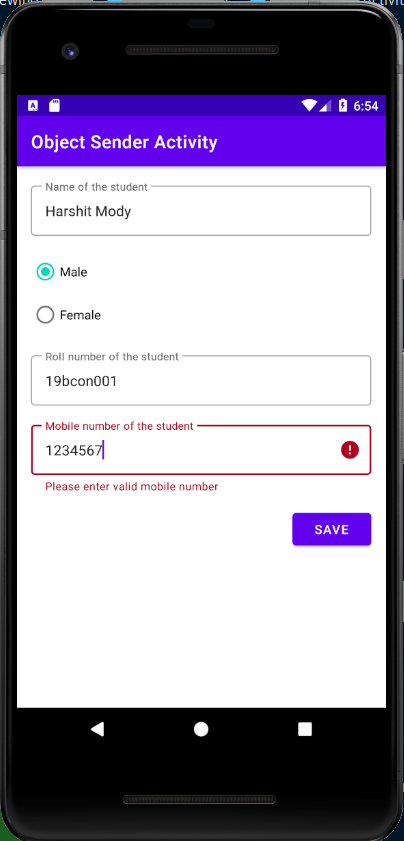 6:54
Object Sender Activity
Name of the student
Harshit Mody
Male
Female
Roll number of the student
19bcon001
Mobile number of the student
1234567
Please enter valid mobile number
SAVE